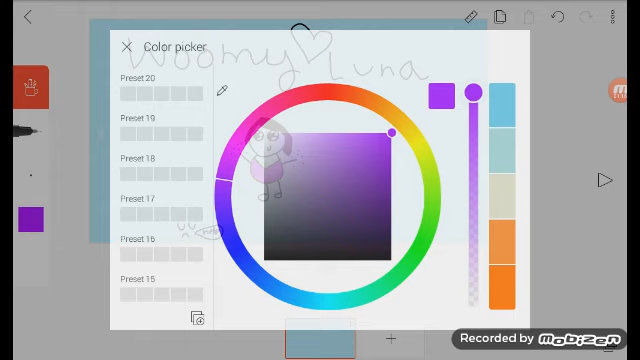 Color picker
Woomy Luna
Preset 20
Preset 19
Preset 18
Preset 17
Preset 16
Preset 15
Recorded by MOBIZEN